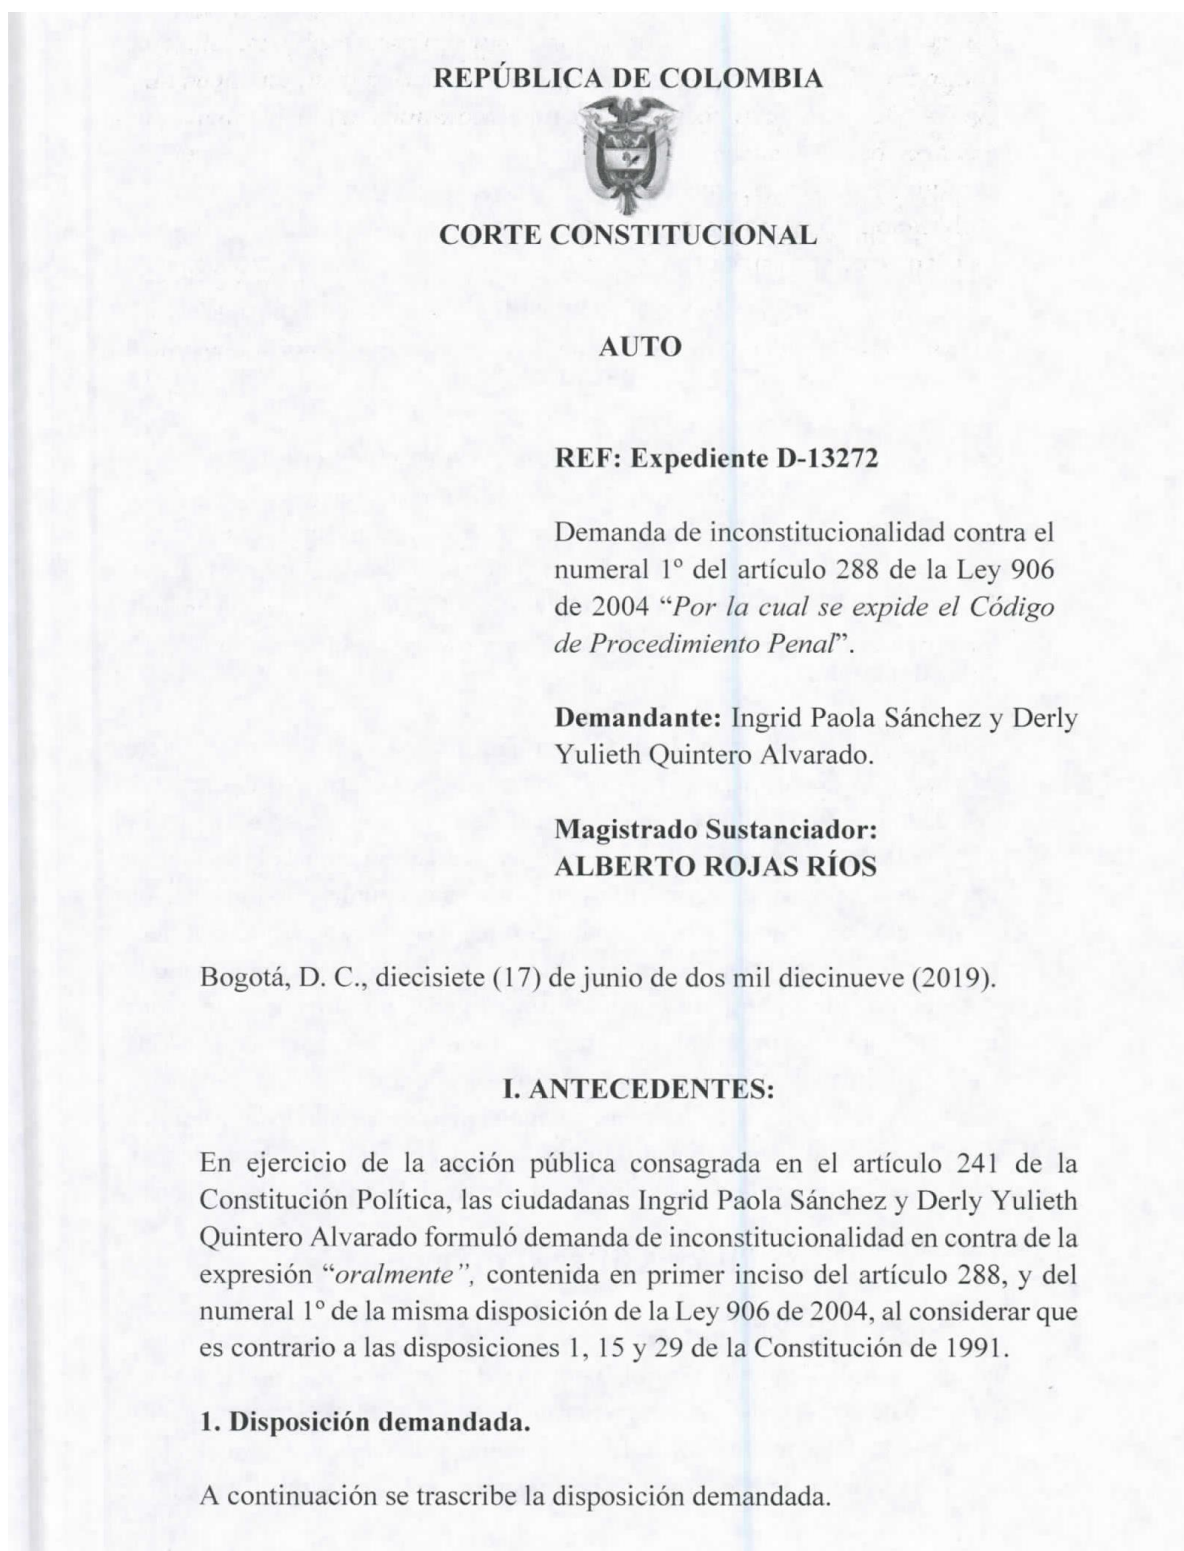 REPÚBLICA DE COLOMBIA
CORTE CONSTITUCIONAL
AUTO
REF: Expediente D-13272
Demanda de inconstitucionalidad contra el
numeral 1º del artículo 288 de la Ley 906
de 2004 “Por la cual se expide el Código
de Procedimiento Penal”.
Demandante: Ingrid Paola Sánchez y Derly
Yulieth Quintero Alvarado.
Magistrado Sustanciador:
ALBERTO ROJAS RÍOS
Bogotá, D. C., diecisiete (17) de junio de dos mil diecinueve (2019).
I. ANTECEDENTES:
En ejercicio de la acción pública consagrada en el artículo 241 de la
Constitución Política, las ciudadanas Ingrid Paola Sánchez y Derly Yulieth
Quintero Alvarado formuló demanda de inconstitucionalidad en contra de la
expresión “oralmente”, contenida en primer inciso del artículo 288, y del
numeral 1º de la misma disposición de la Ley 906 de 2004, al considerar que
es contrario a las disposiciones 1, 15 y 29 de la Constitución de 1991.
1. Disposición demandada.
A continuación se trascribe la disposición demandada.